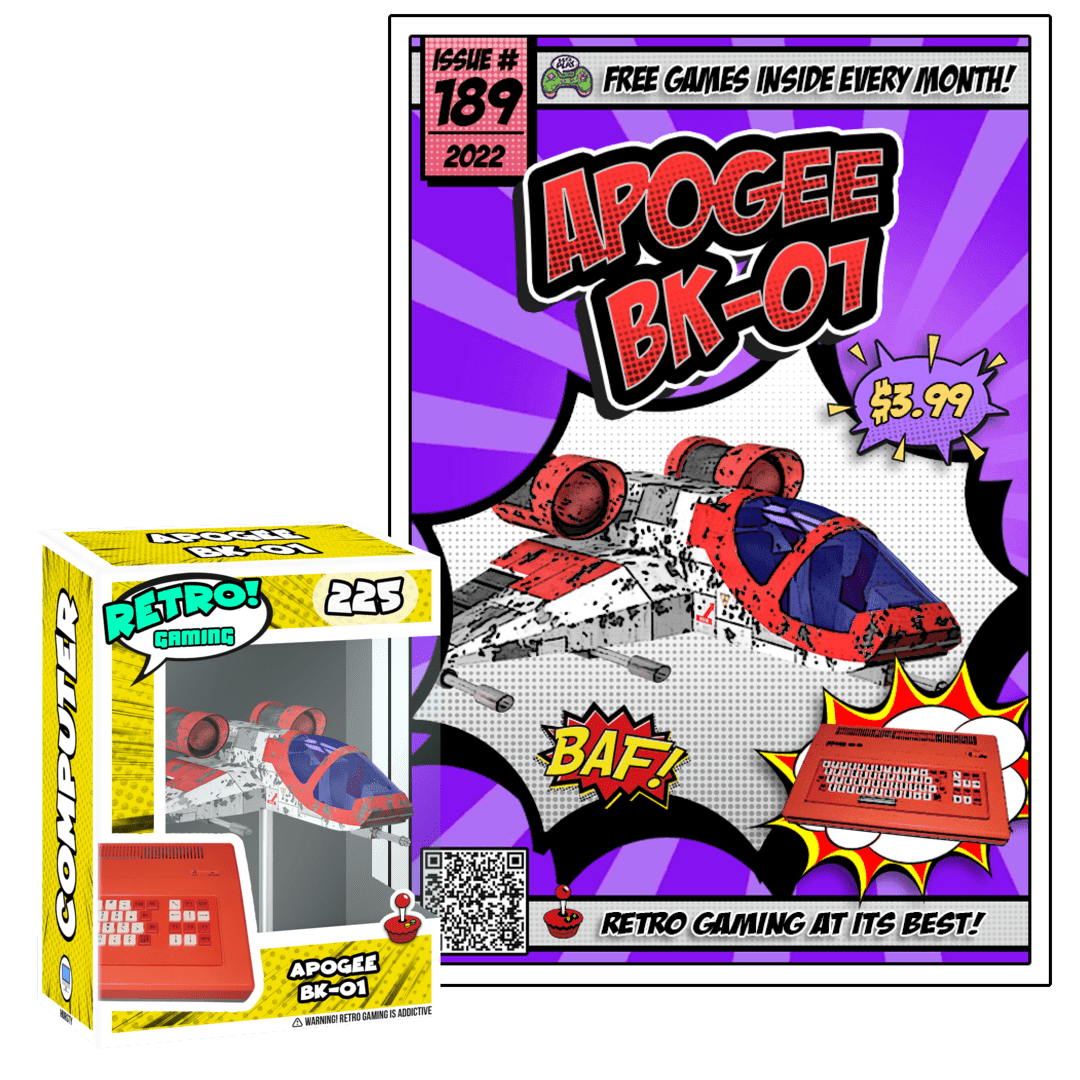 ISSUE #
189
2022
FREE GAMES INSIDE EVERY MONTH!
APOGEE
BK-01
$3.99
BAF!
RETRO GAMING AT ITS BEST!
APOGEE
BK-01
RETRO!
GAMING
225
COMPUTER
APOGEE
BK-01
WARNING! RETRO GAMING IS ADDICTIVE